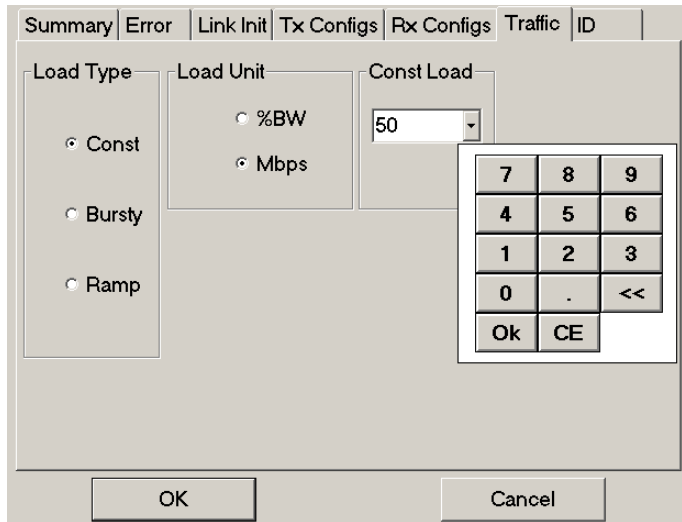 Summary Error Link Init Tx Configs Rx Configs Traffic ID
Load Type Load Unit Const Load
%BW
50
Const
Mbps
7 8 9
Bursty
4 5 6
1 2 3
Ramp
0 . <<
Ok CE
OK Cancel